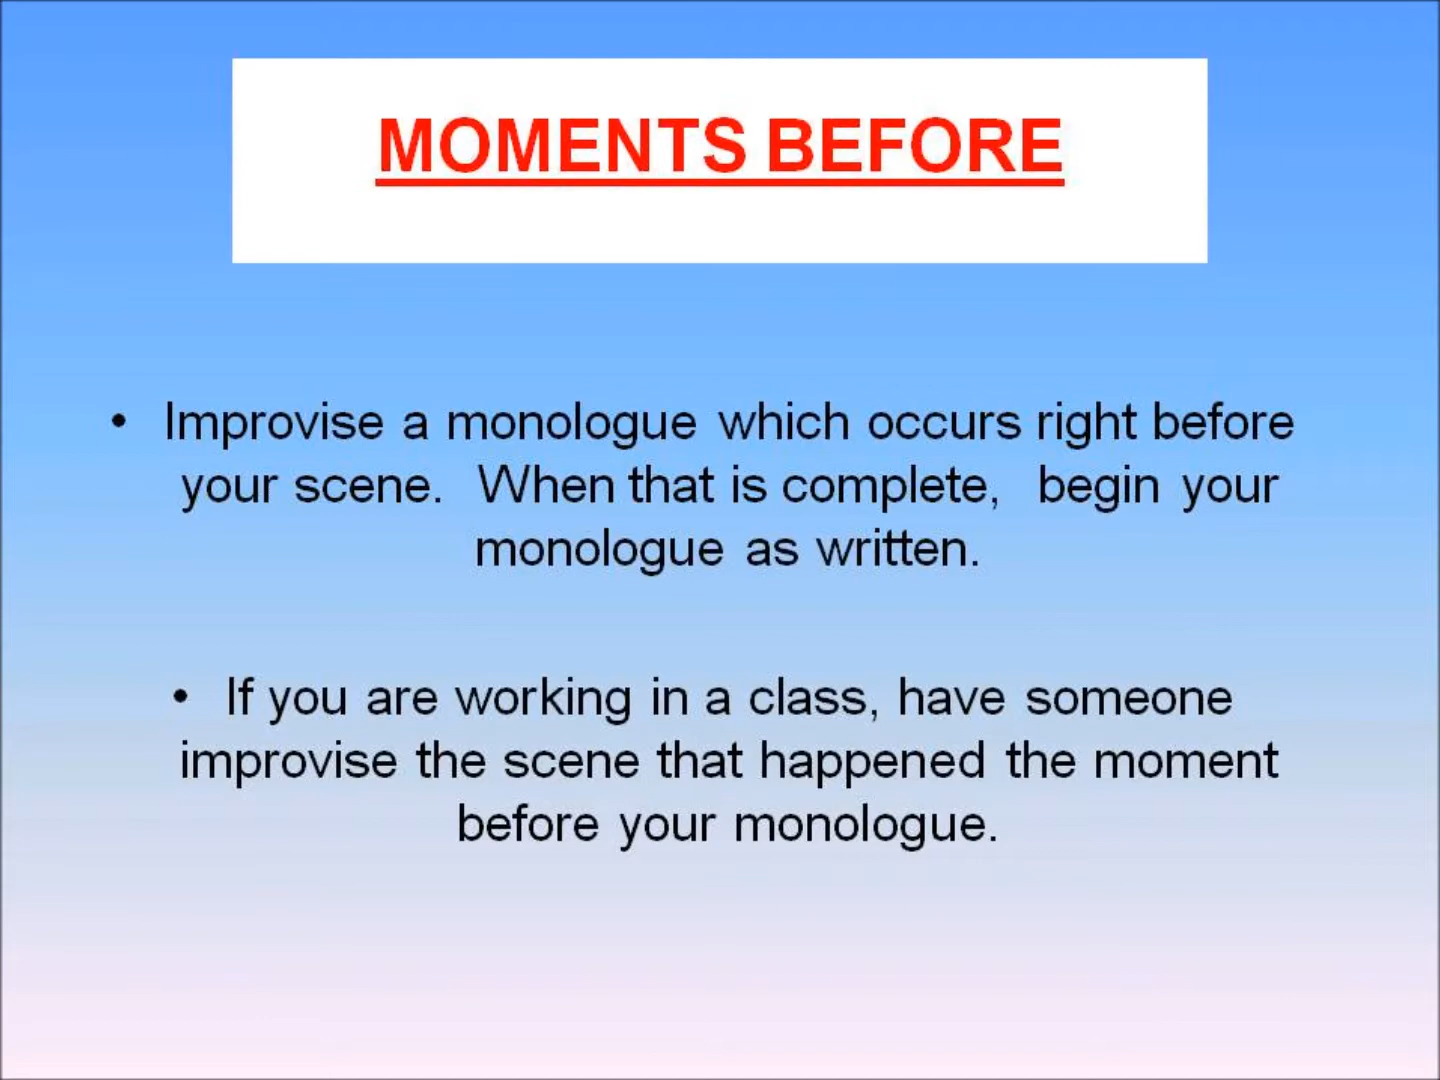 MOMENTS BEFORE
• Improvise a monologue which occurs right before
your scene. When that is complete, begin your
monologue as written.
• If you are working in a class, have someone
improvise the scene that happened the moment
before your monologue.